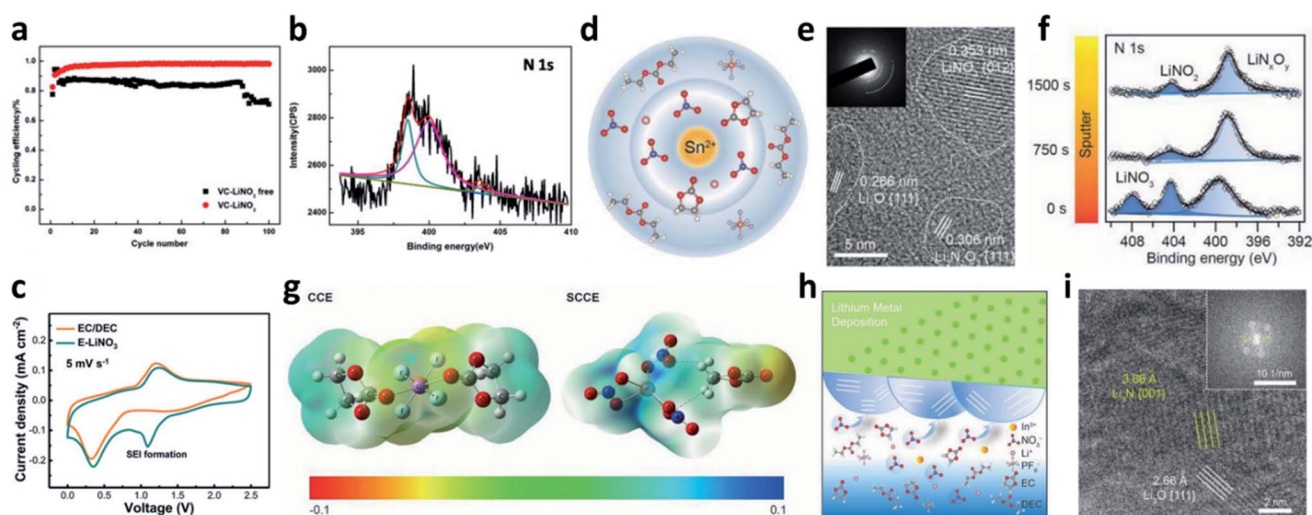 a
Cycling efficiency/%
1.0
0.8
0.6
0.4
0.2
0.0
VC-LiNO3 free
VC-LiNO3
0
20
40
60
80
100
Cycle number
b
N 1s
Intensity(CPS)
3000
2800
2600
2400
395
400
405
410
Binding energy(eV)
d
Sn2+
e
0.353 nm
0.266 nm
Li2O {111}
0.306 nm
5 nm
f
N 1s
Sputter
1500 s
750 s
0 s
LiNO2
LiNxOy
LiNO3
408
404
400
396
392
Binding energy (eV)
c
Current density (mA cm-2)
0.2
0.1
0.0
-0.1
-0.2
EC/DEC
E-LiNO3
5 mV s-1
SEI formation
0.0
0.5
1.0
1.5
2.0
2.5
Voltage (V)
g
CCE
SCCE
-0.1
0.1
h
Lithium Metal
Deposition
In3+
NO3-
Li+
PF6-
EC
DEC
i
10 1/nm
Li3N {001}
2.66 Å
Li2O {111}
2 nm